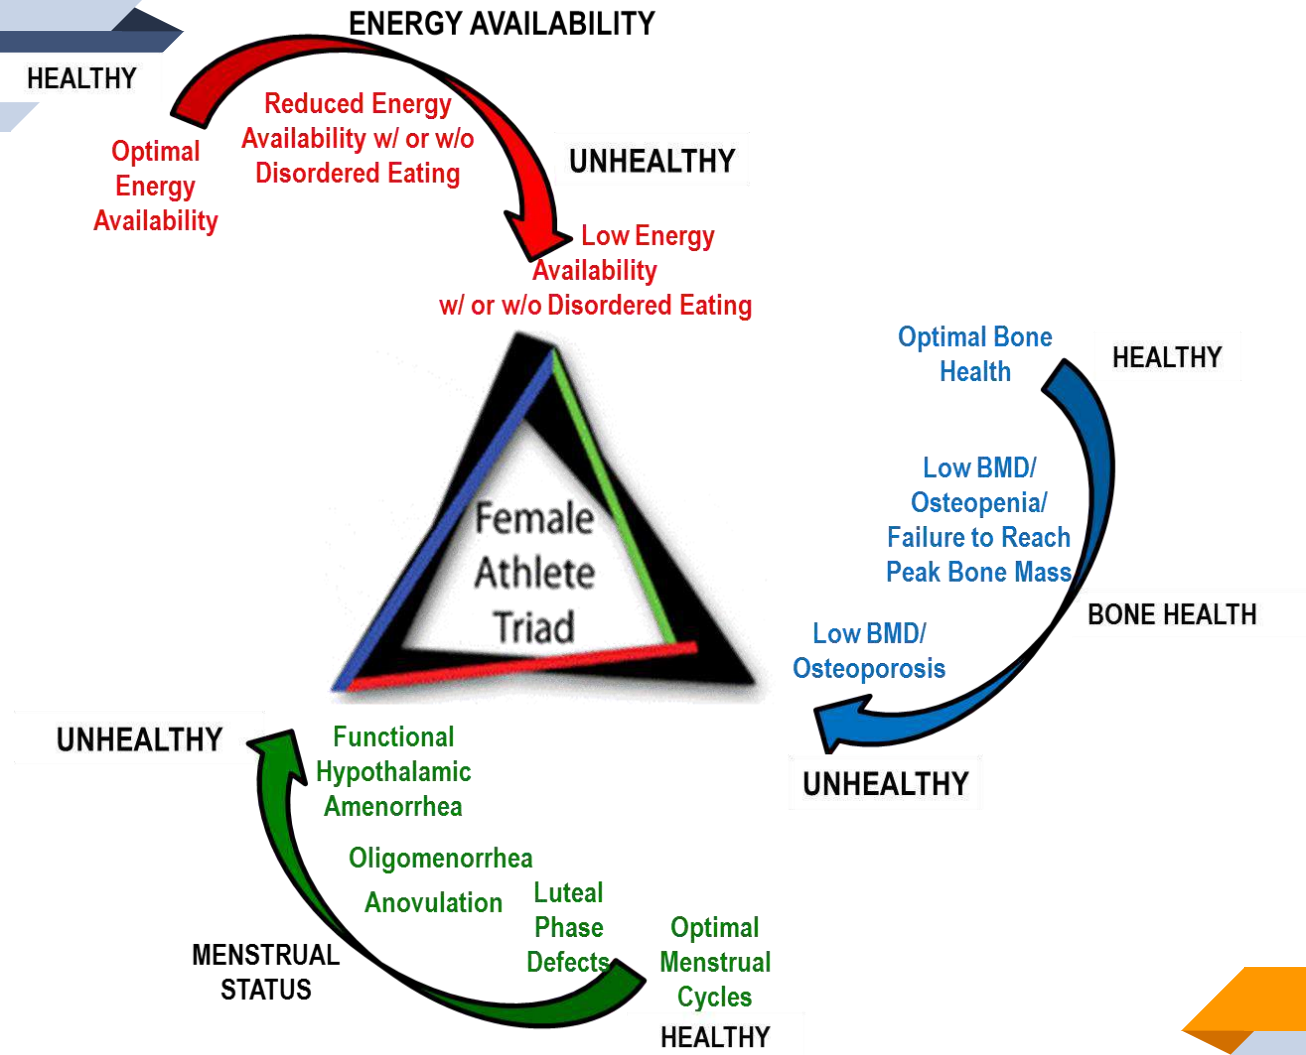 ENERGY AVAILABILITY
HEALTHY
Reduced Energy
Availability w/ or w/o
Disordered Eating
Optimal
Energy
Availability
UNHEALTHY
Low Energy
Availability
w/ or w/o Disordered Eating
Optimal Bone
Health
HEALTHY
Low BMD/
Osteopenia/
Failure to Reach
Peak Bone Mass
BONE HEALTH
Low BMD/
Osteoporosis
UNHEALTHY
Female
Athlete
Triad
UNHEALTHY
Functional
Hypothalamic
Amenorrhea
Oligomenorrhea
Anovulation
Luteal
Phase
Defects
Optimal
Menstrual
Cycles
MENSTRUAL
STATUS
HEALTHY